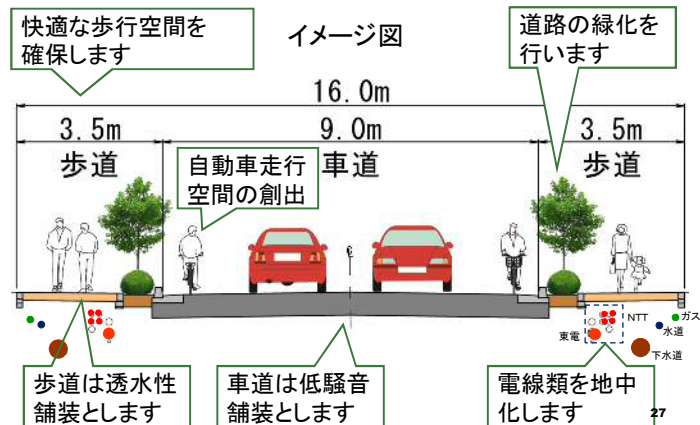 快適な歩行空間を
確保します
イメージ図
道路の緑化を
行います
16.0m
3.5m
9.0m
3.5m
歩道
車道
歩道
自動車走行
空間の創出
℄
東電
NTT
ガス
水道
下水道
歩道は透水性
舗装とします
車道は低騒音
舗装とします
電線類を地中
化します
27